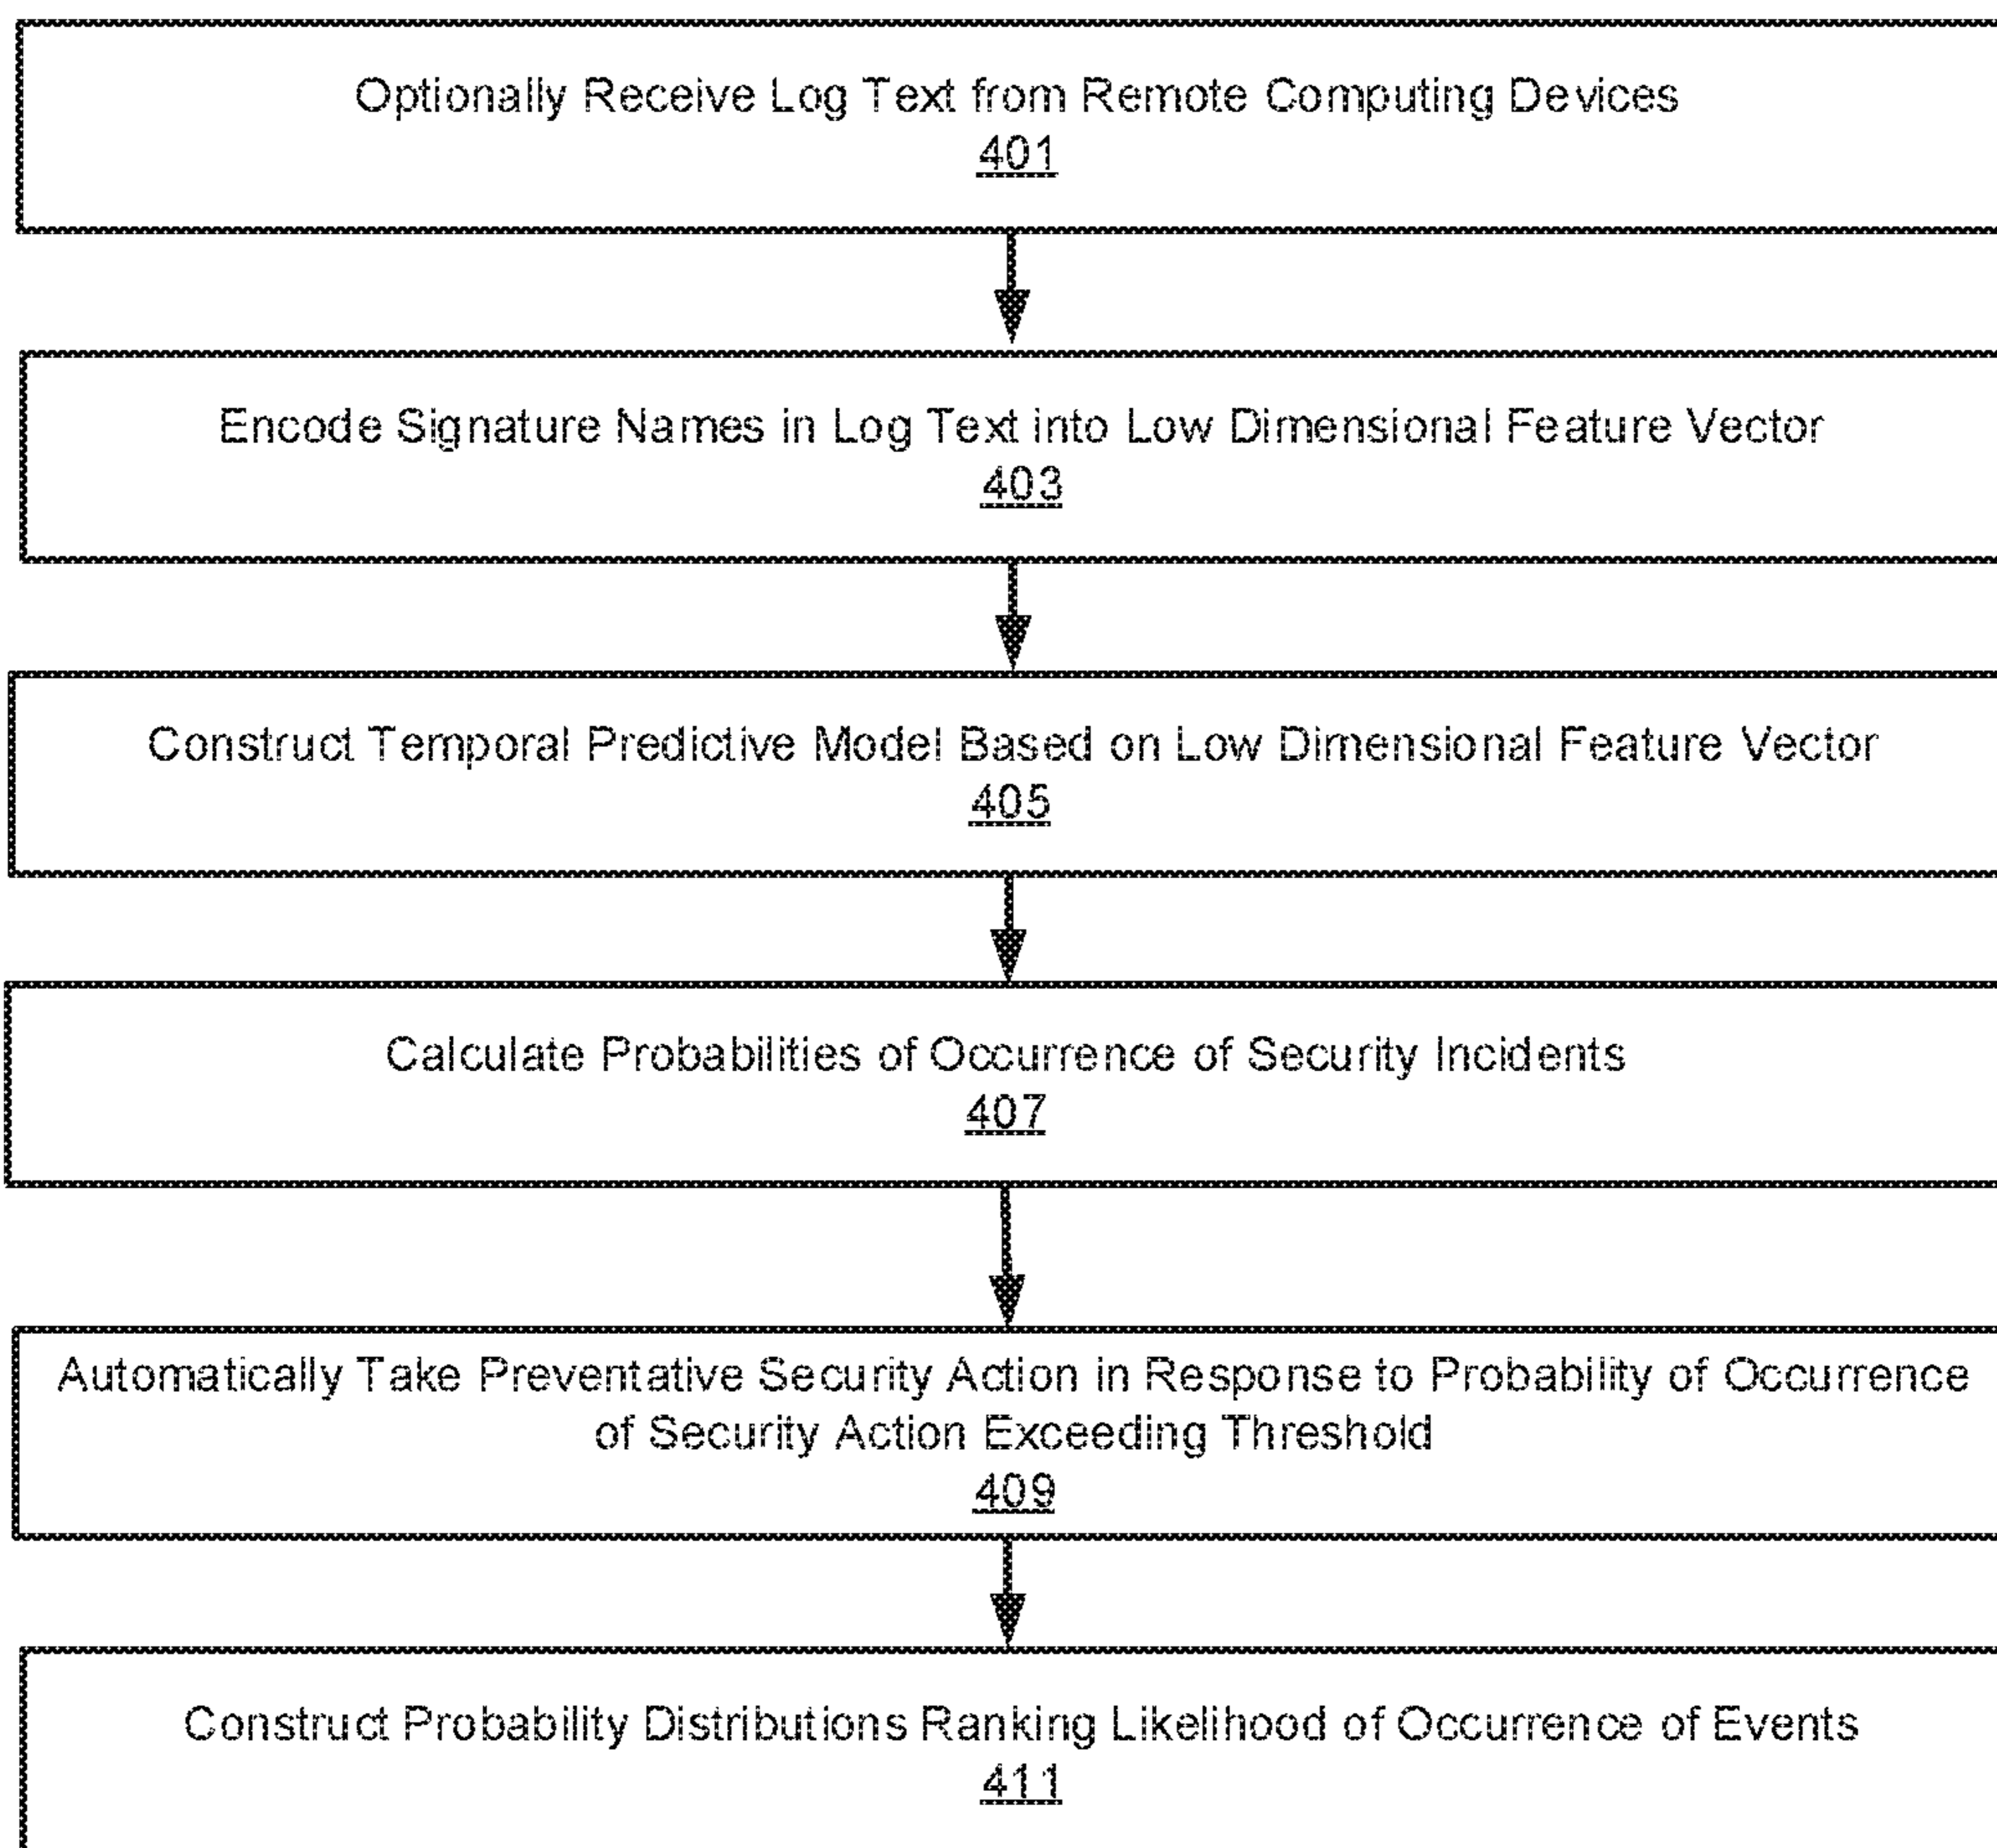 Optionally Receive Log Text from Remote Computing Devices
401
Encode Signature Names in Log Text into Low Dimensional Feature Vector
403
Construct Temporal Predictive Model Based on Low Dimensional Feature Vector
405
Calculate Probabilities of Occurrence of Security Incidents
407
Automatically Take Preventative Security Action in Response to Probability of Occurrence
of Security Action Exceeding Threshold
409
Construct Probability Distributions Ranking Likelihood of Occurrence of Events
411